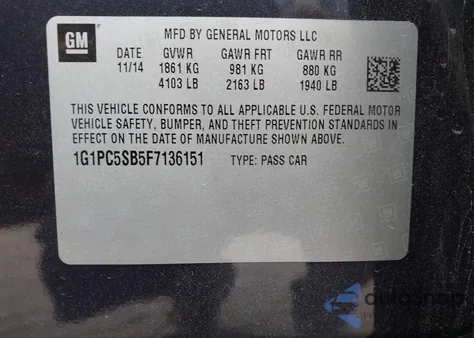 GM
MFD BY GENERAL MOTORS LLC
DATE GVWR GAWR FRT GAWR RR
11/14 1861 KG 981 KG 880 KG
4103 LB 2163 LB 1940 LB
THIS VEHICLE CONFORMS TO ALL APPLICABLE U.S. FEDERAL MOTOR
VEHICLE SAFETY, BUMPER, AND THEFT PREVENTION STANDARDS IN
EFFECT ON THE DATE OF MANUFACTURE SHOWN ABOVE.
1G1PC5SB5F7136151 TYPE: PASS CAR